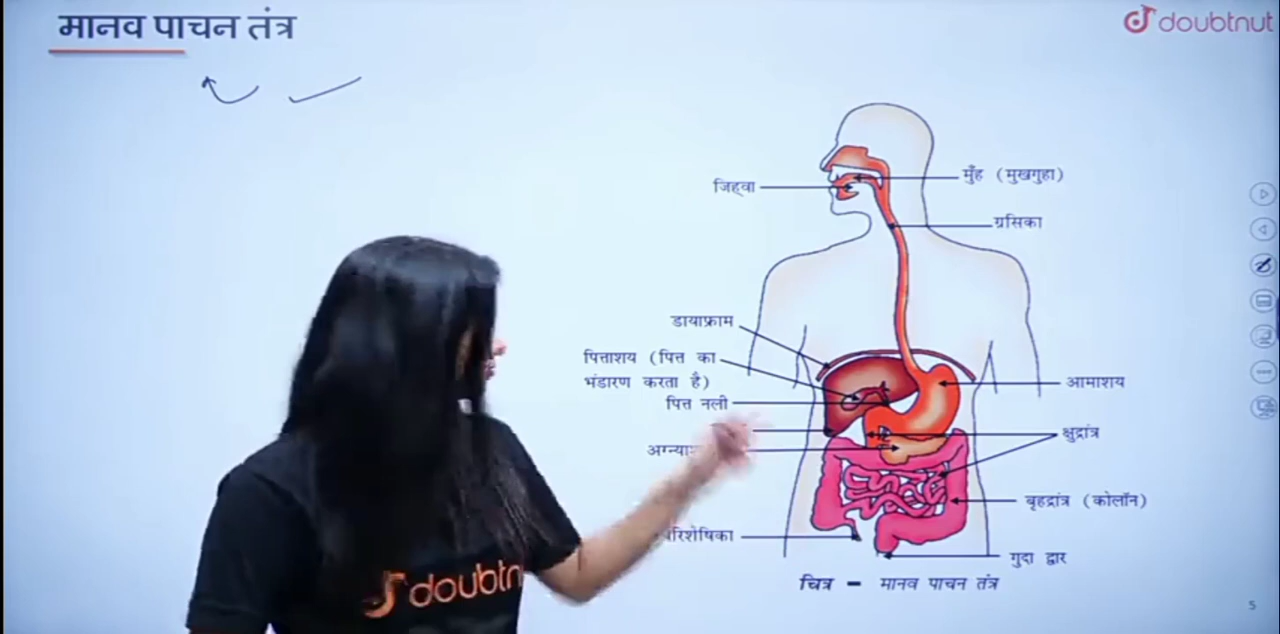 मानव पाचन तंत्र
doubtnut
जिह्वा
मुँह (मुखगुहा)
ग्रसिका
डायाफ्राम
पित्ताशय (पित्त का
भंडारण करता है)
पित्त नली
आमाशय
क्षुद्रांत्र
बृहद्रांत्र (कोलॉन)
गुदा द्वार
चित्र – मानव पाचन तंत्र
doubtn
5